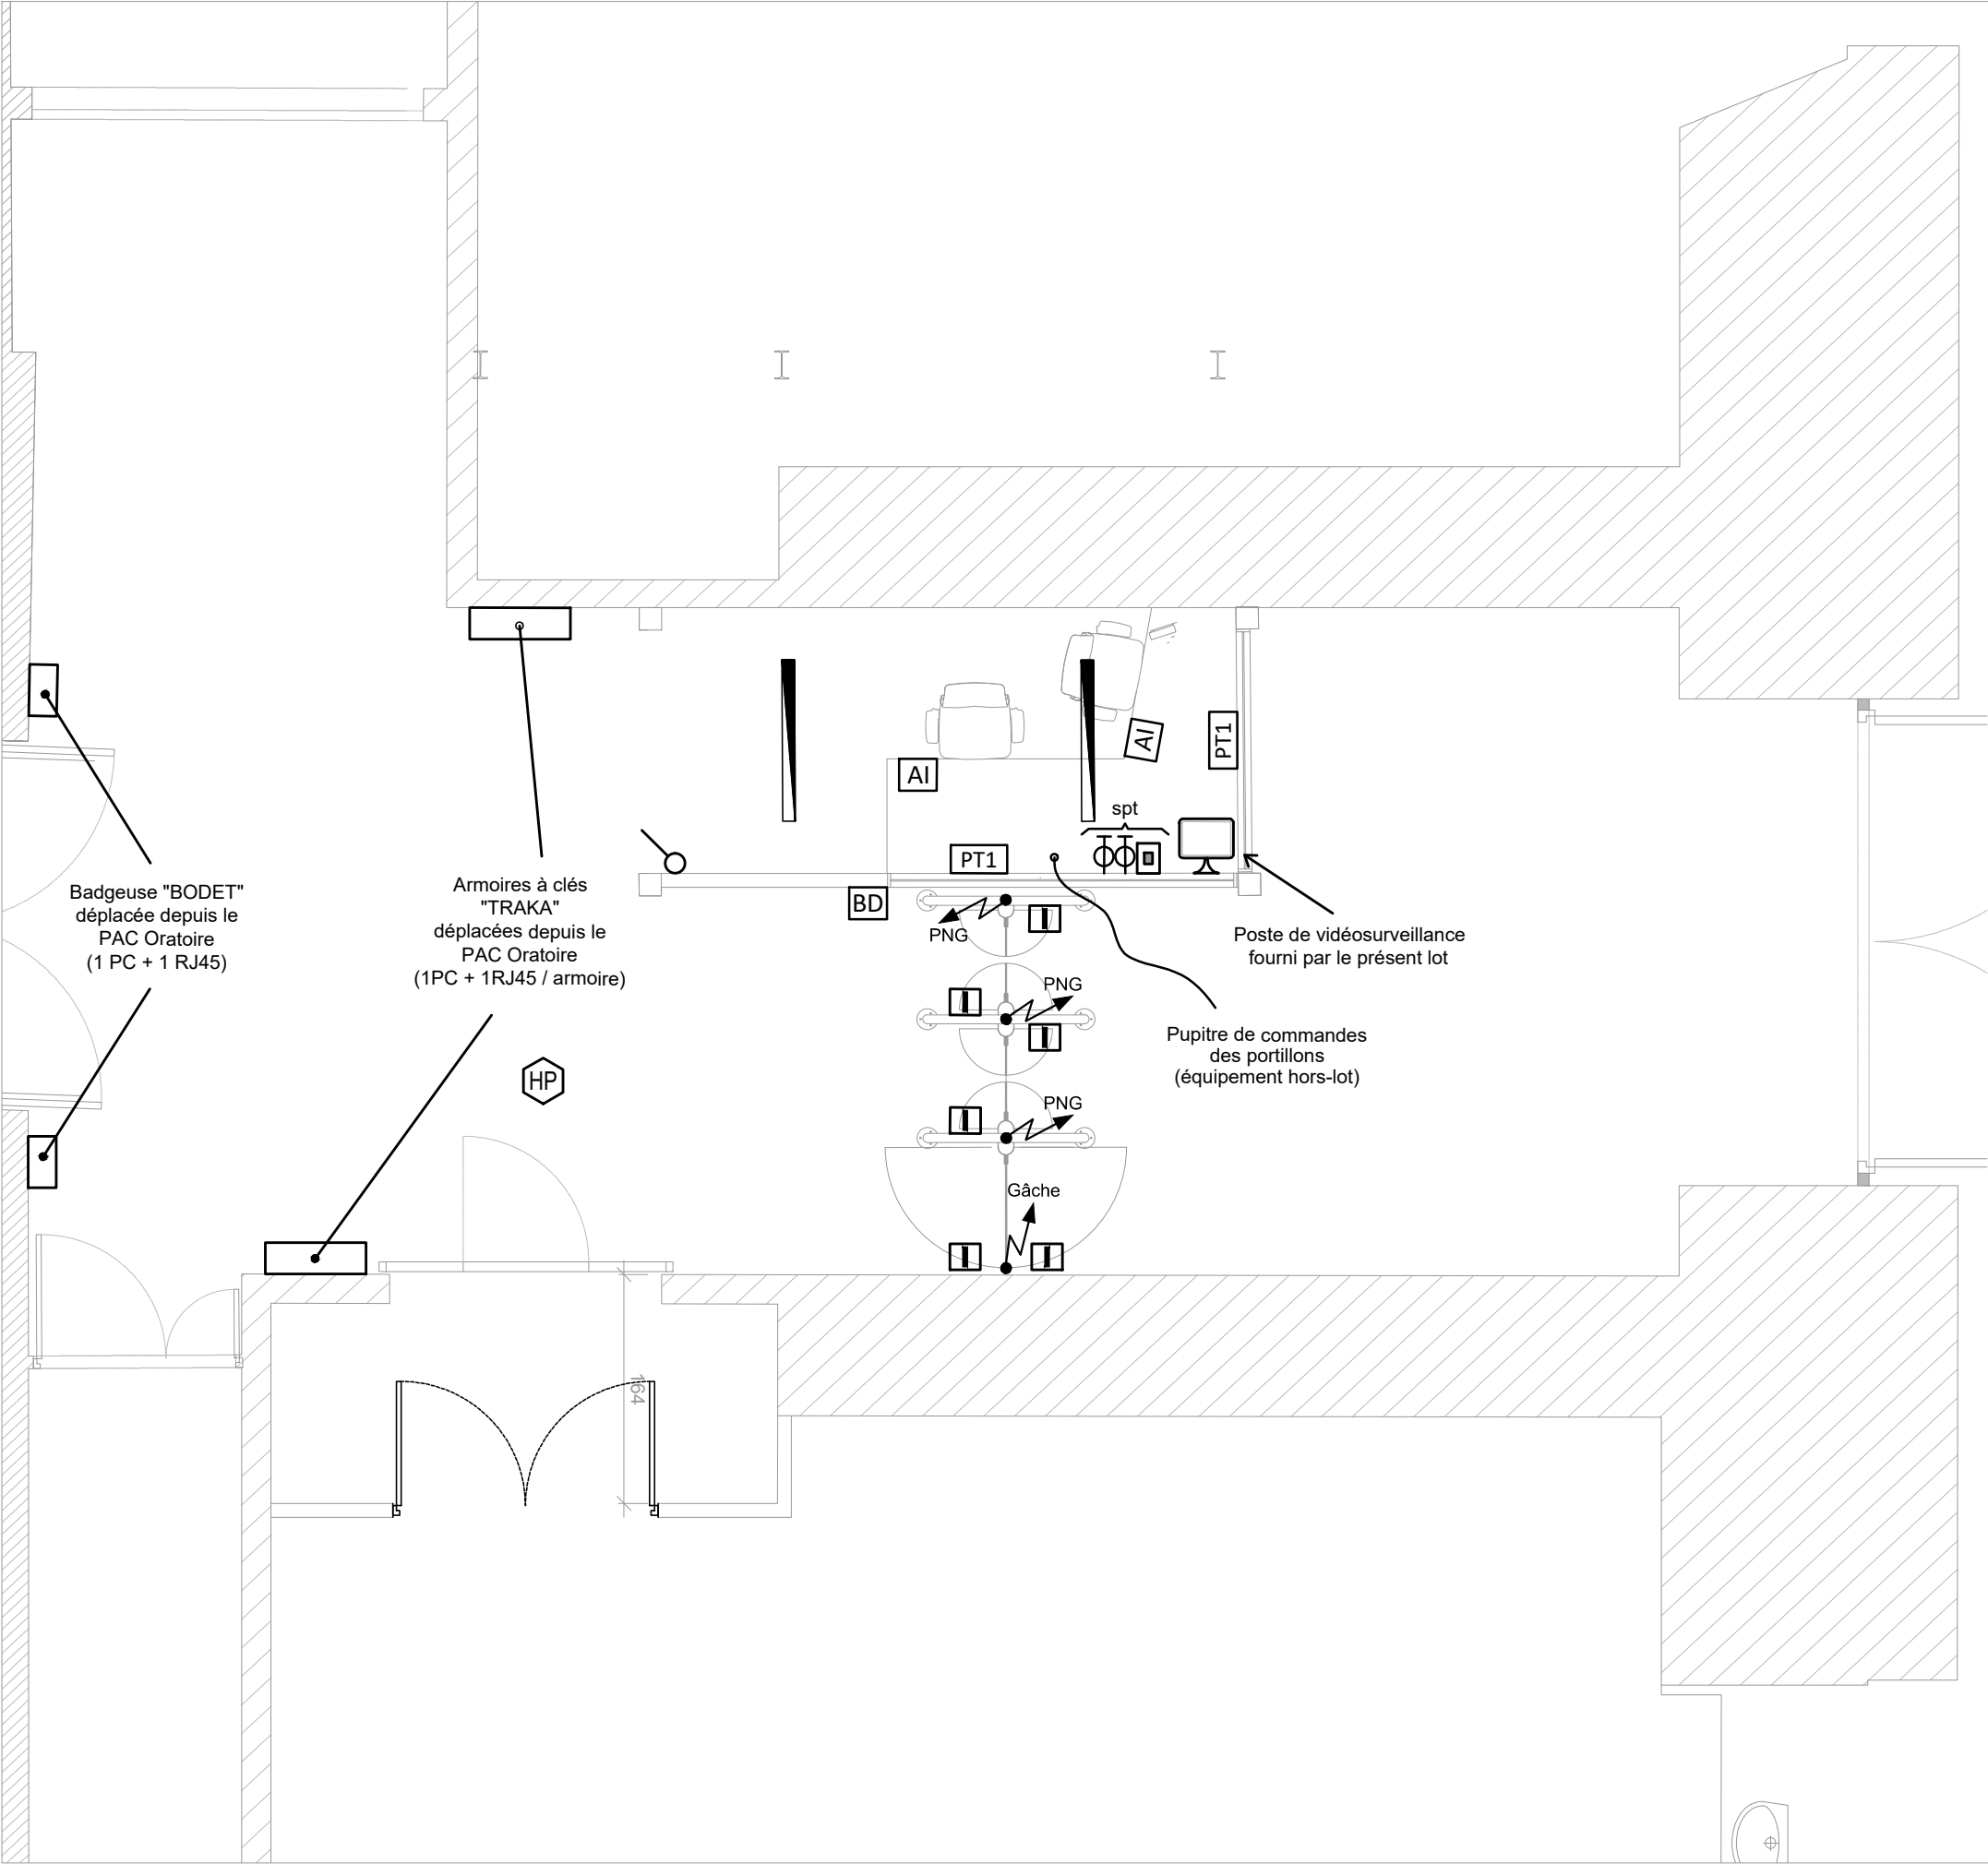 AI
AI
PT1
spt
PT1
BD
Badgeuse "BODET"
déplacée depuis le
PAC Oratoire
(1 PC + 1 RJ45)
Armoires à clés
"TRAKA"
déplacées depuis le
PAC Oratoire
(1PC + 1RJ45 / armoire)
PNG
Poste de vidéosurveillance
fourni par le présent lot
PNG
Pupitre de commandes
des portillons
(équipement hors-lot)
HP
PNG
Gâche
164